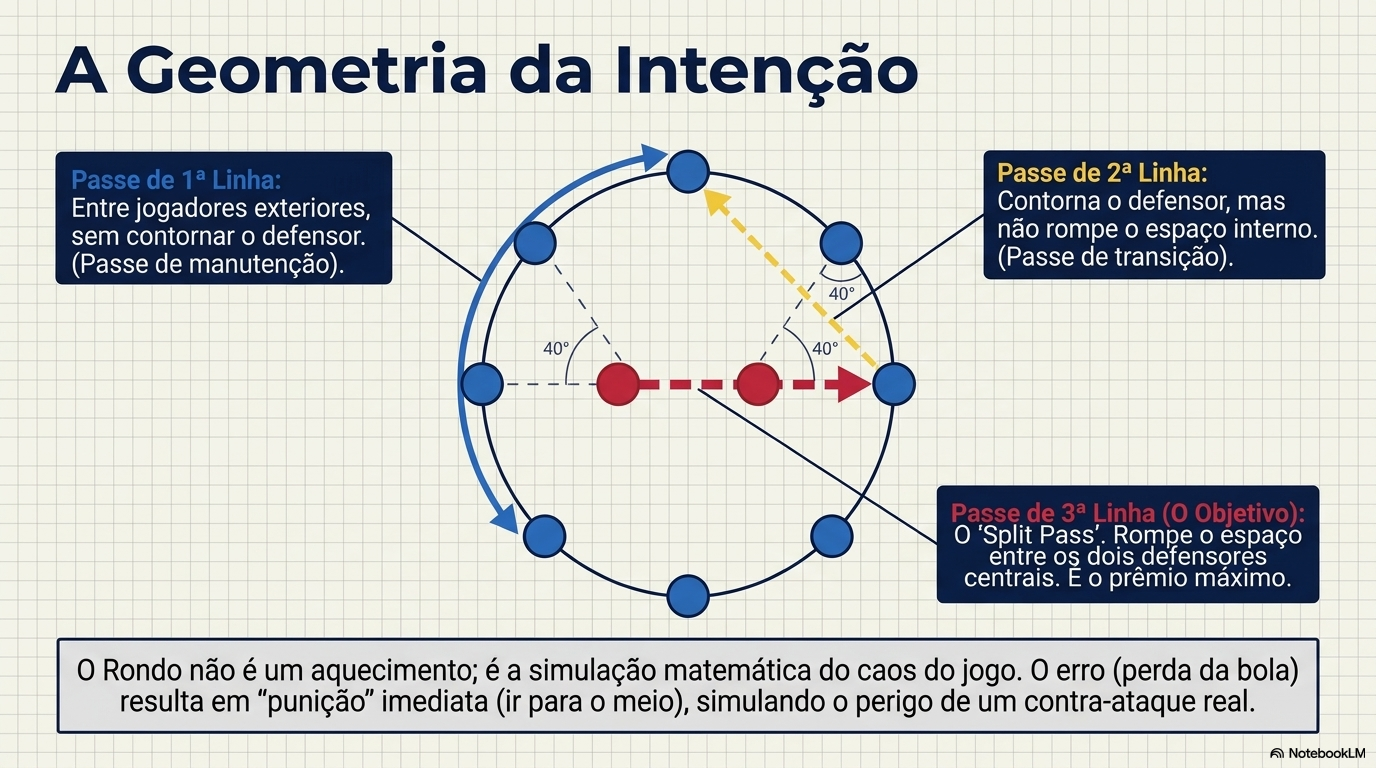 A Geometria da Intenção
Passe de 1ª Linha:
Entre jogadores exteriores,
sem contornar o defensor.
(Passe de manutenção).
Passe de 2ª Linha:
Contorna o defensor, mas
não rompe o espaço interno.
(Passe de transição).
40°
40°
40°
Passe de 3ª Linha (O Objetivo):
O ‘Split Pass’. Rompe o espaço
entre os dois defensores
centrais. É o prêmio máximo.
O Rondo não é um aquecimento; é a simulação matemática do caos do jogo. O erro (perda da bola)
resulta em “punição” imediata (ir para o meio), simulando o perigo de um contra-ataque real.
NotebookLM